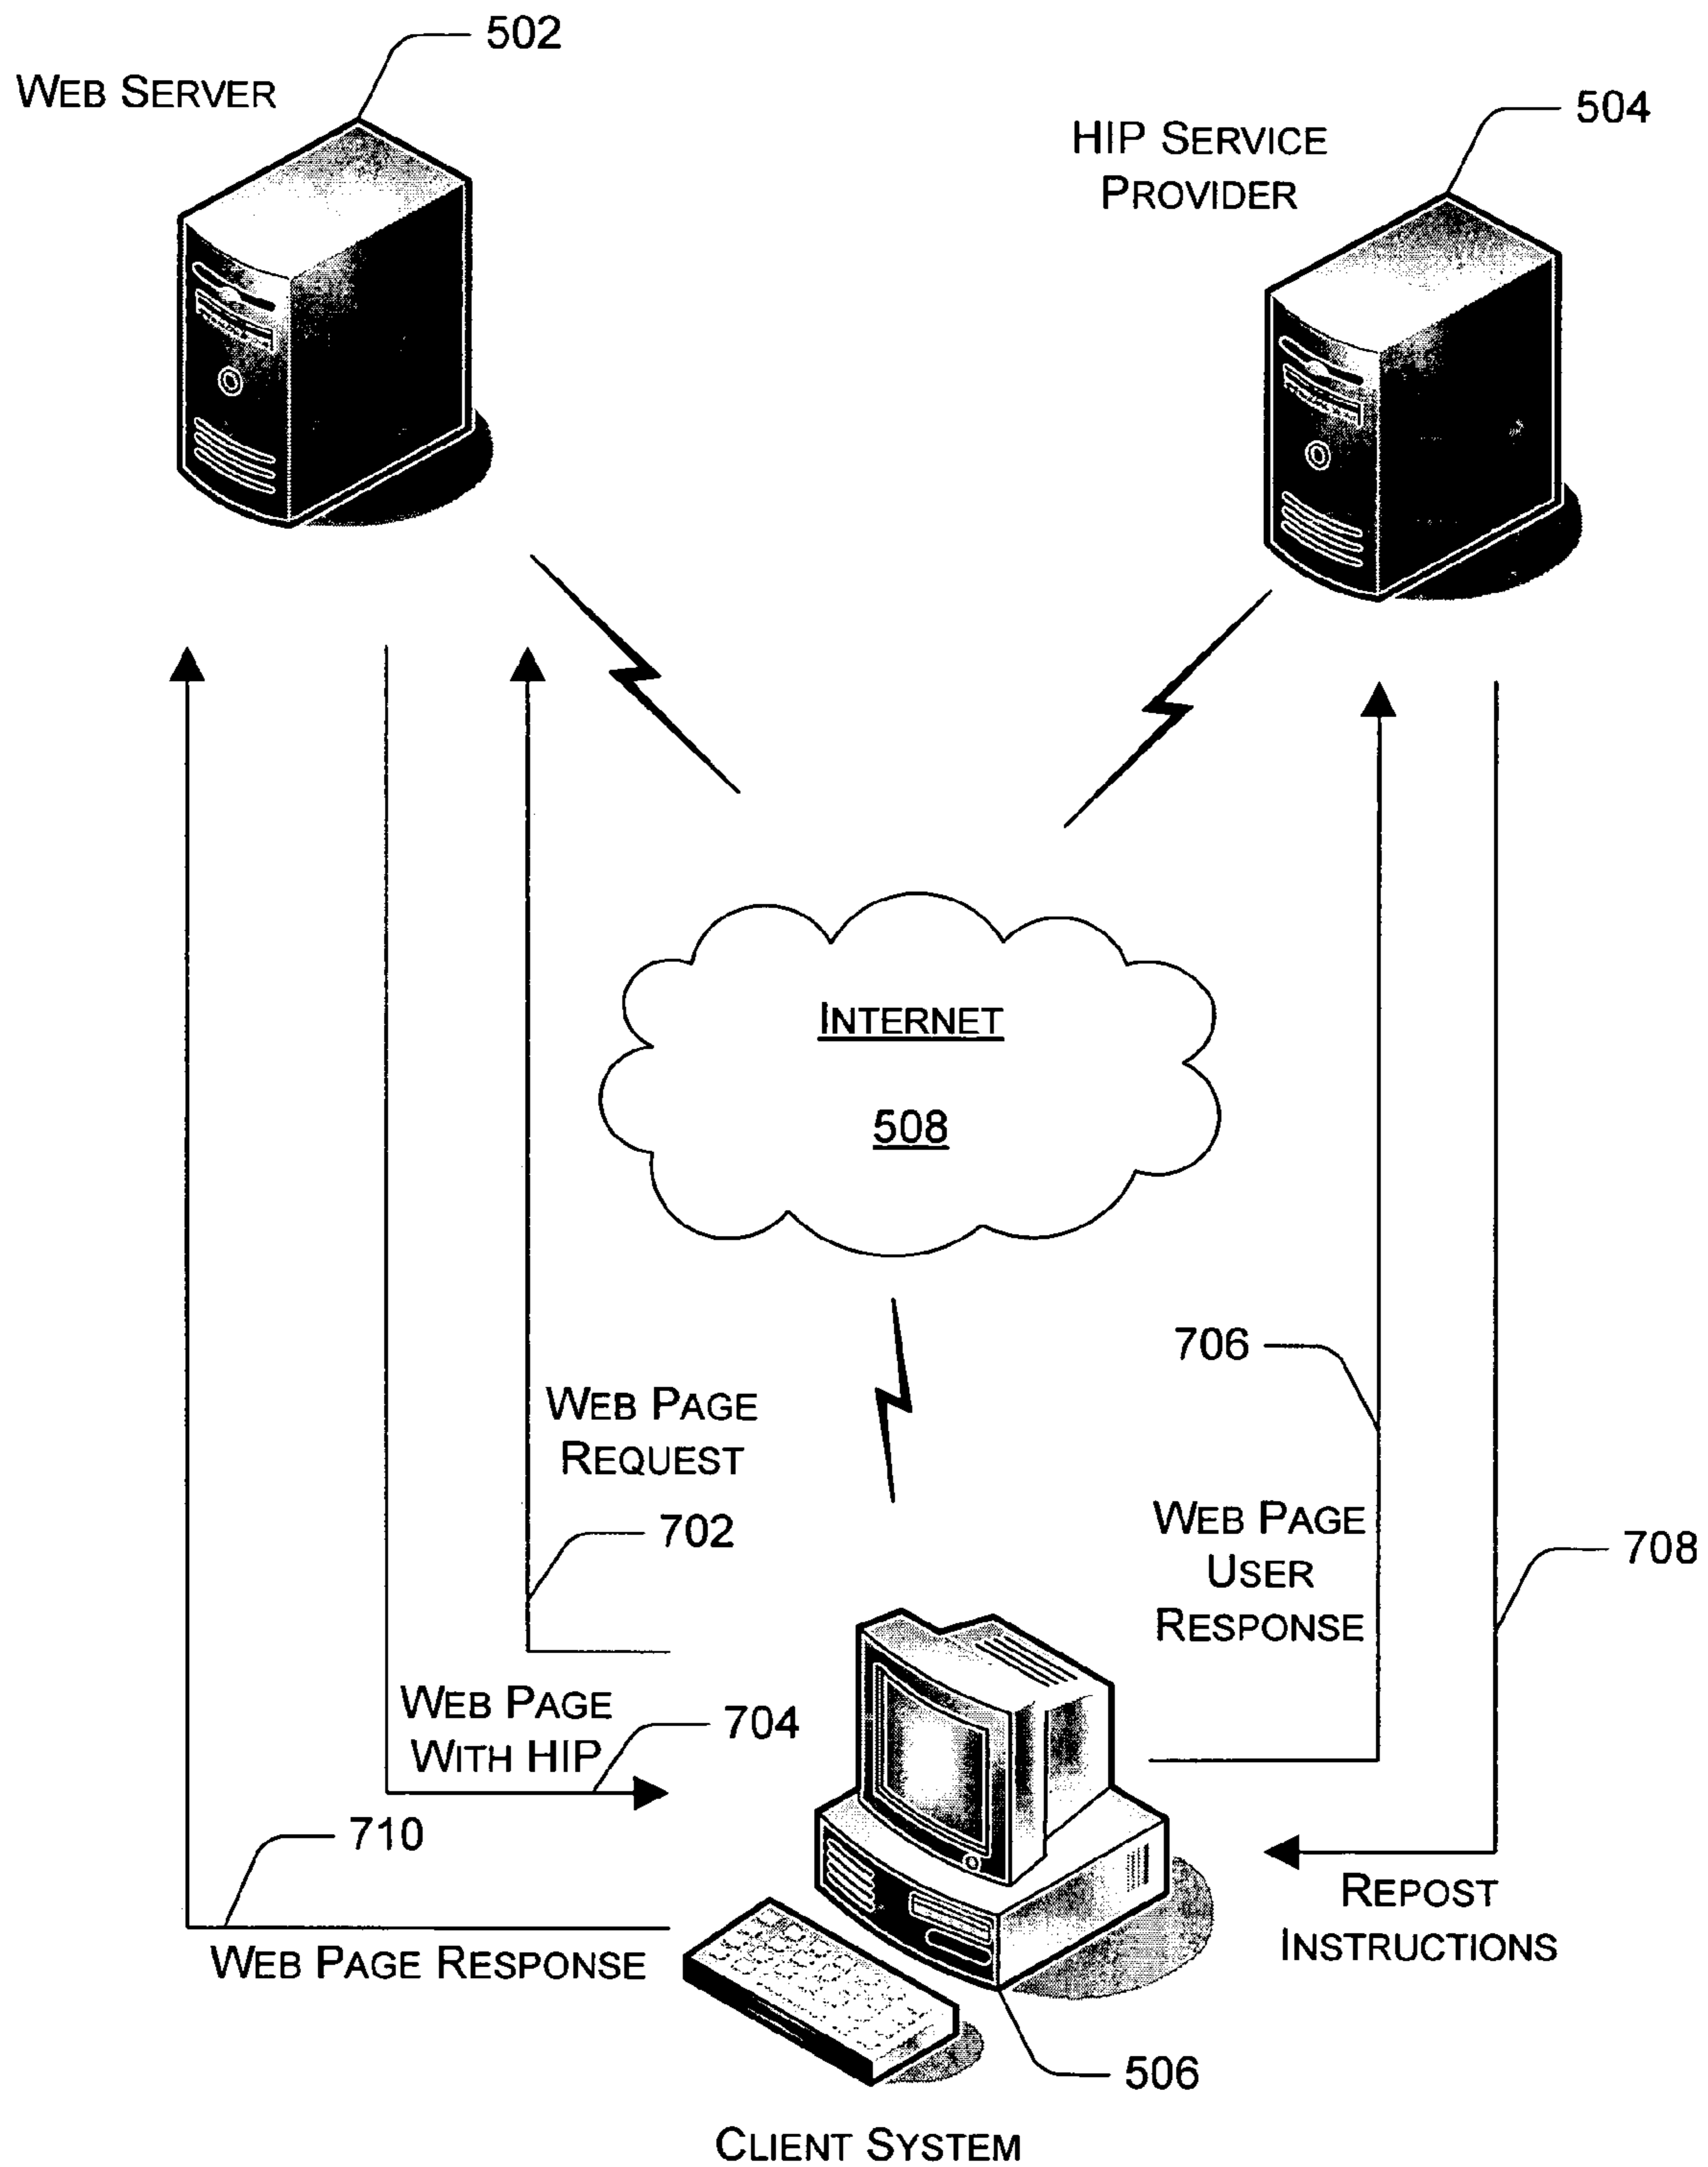 502
WEB SERVER
504
HIP SERVICE
PROVIDER
INTERNET
508
706
WEB PAGE
REQUEST
702
WEB PAGE
USER
RESPONSE
708
WEB PAGE
WITH HIP
704
710
WEB PAGE RESPONSE
REPOST
INSTRUCTIONS
506
CLIENT SYSTEM